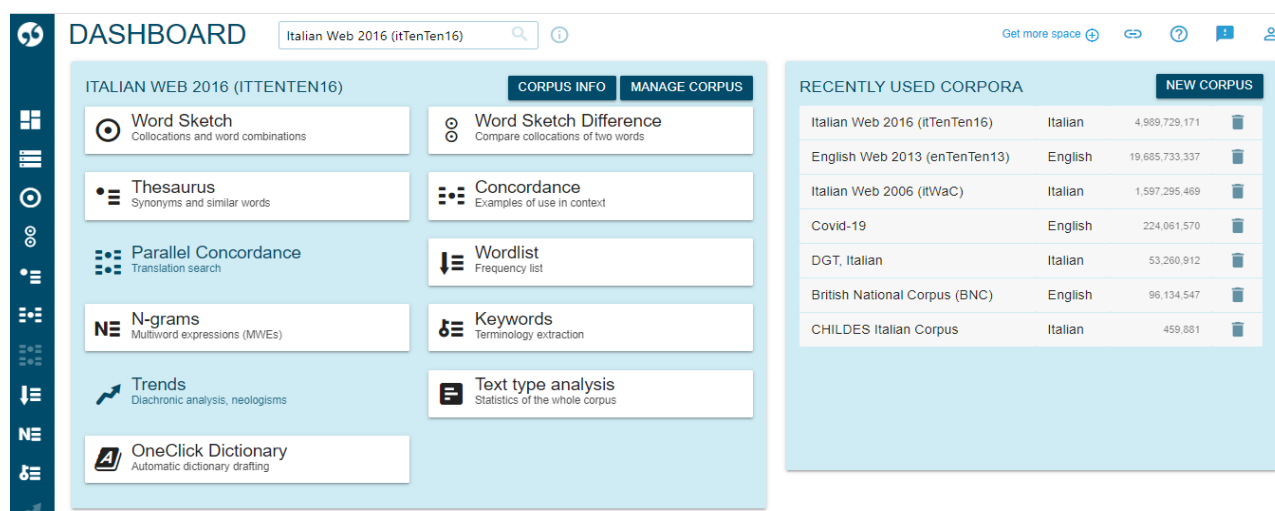 DASHBOARD
Italian Web 2016 (itTenTen16)
Get more space
ITALIAN WEB 2016 (ITTENTEN16)
CORPUS INFO
MANAGE CORPUS
Word Sketch
Collocations and word combinations
Word Sketch Difference
Compare collocations of two words
Thesaurus
Synonyms and similar words
Concordance
Examples of use in context
Parallel Concordance
Translation search
Wordlist
Frequency list
N-grams
Multiword expressions (MWEs)
Keywords
Terminology extraction
Trends
Diachronic analysis, neologisms
Text type analysis
Statistics of the whole corpus
OneClick Dictionary
Automatic dictionary drafting
RECENTLY USED CORPORA
NEW CORPUS
Italian Web 2016 (itTenTen16) Italian 4,989,729,171
English Web 2013 (enTenTen13) English 19,685,733,337
Italian Web 2006 (itWaC) Italian 1,597,295,469
Covid-19 English 224,061,570
DGT, Italian Italian 53,260,912
British National Corpus (BNC) English 96,134,547
CHILDES Italian Corpus Italian 459,881